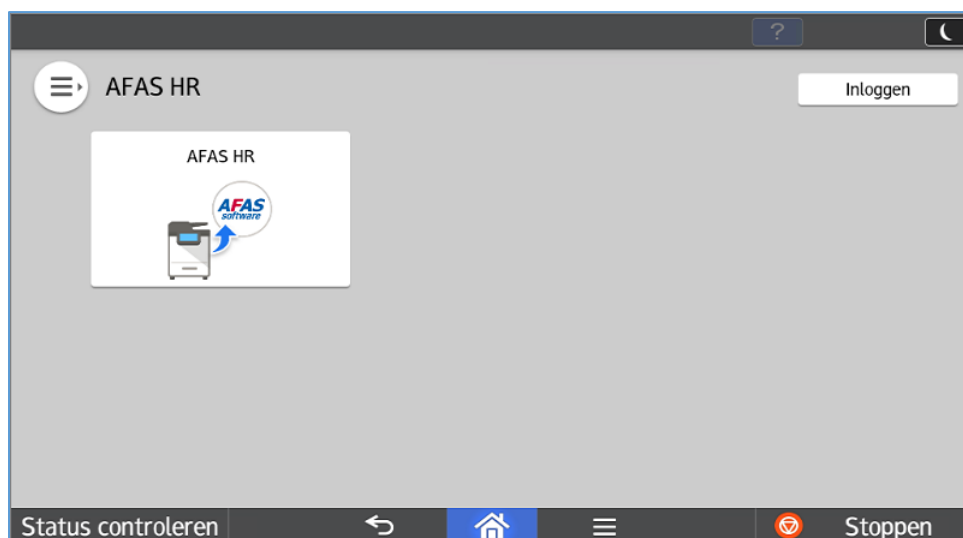 ?
AFAS HR
Inloggen
AFAS HR
AFAS
software
Status controleren
Stoppen